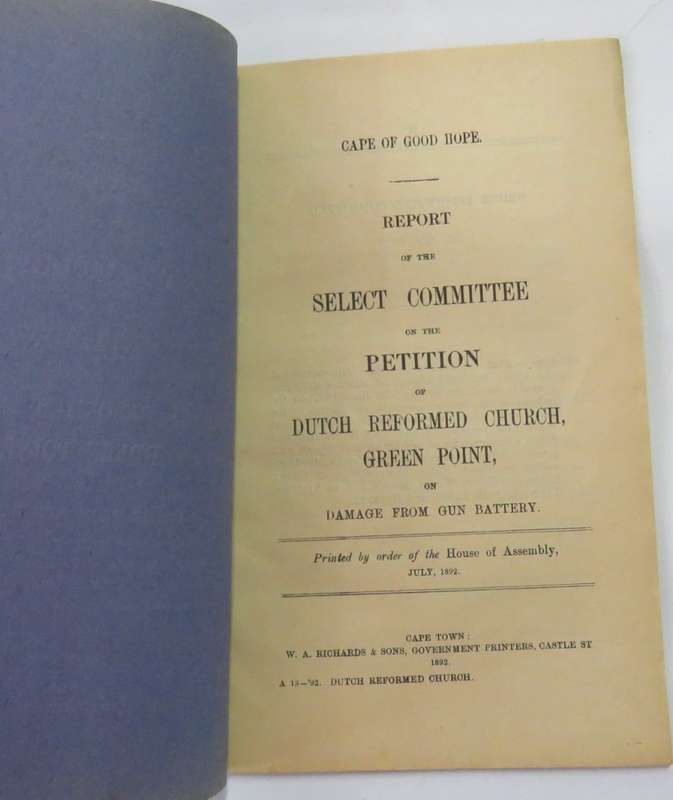 CAPE OF GOOD HOPE.
REPORT
OF THE
SELECT COMMITTEE
ON THE
PETITION
OF
DUTCH REFORMED CHURCH,
GREEN POINT,
ON
DAMAGE FROM GUN BATTERY.
Printed by order of the House of Assembly,
JULY, 1892.
CAPE TOWN:
W. A. RICHARDS & SONS, GOVERNMENT PRINTERS, CASTLE ST
1892.
A 13—'92. DUTCH REFORMED CHURCH.